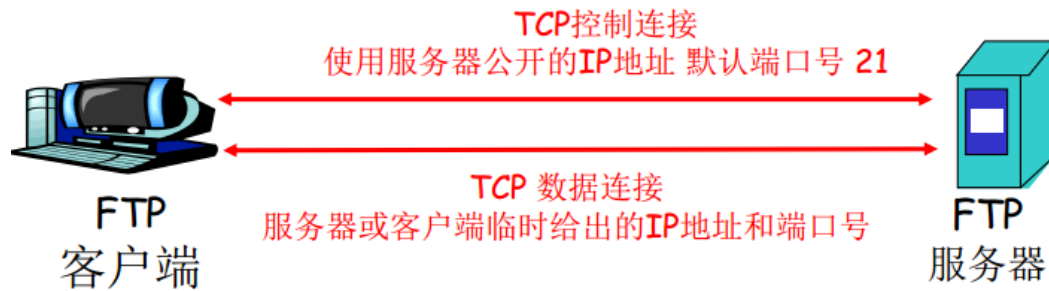 TCP控制连接
使用服务器公开的IP地址 默认端口号 21
TCP 数据连接
服务器或客户端临时给出的IP地址和端口号
FTP
客户端
FTP
服务器